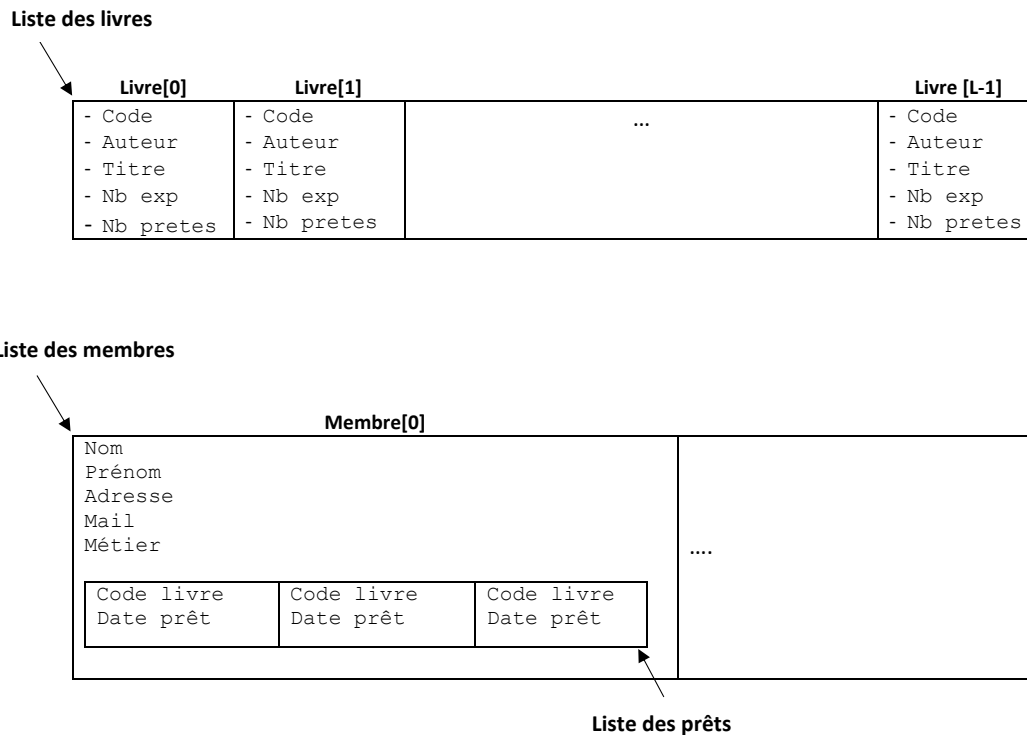 Liste des livres
Livre[0] Livre[1] Livre [L-1]
- Code - Code ... - Code
- Auteur - Auteur - Auteur
- Titre - Titre - Titre
- Nb exp - Nb exp - Nb exp
- Nb pretes - Nb pretes - Nb pretes
Liste des membres
Membre[0]
Nom
Prénom
Adresse
Mail
Métier ....
Code livre Code livre Code livre
Date prêt Date prêt Date prêt
Liste des prêts